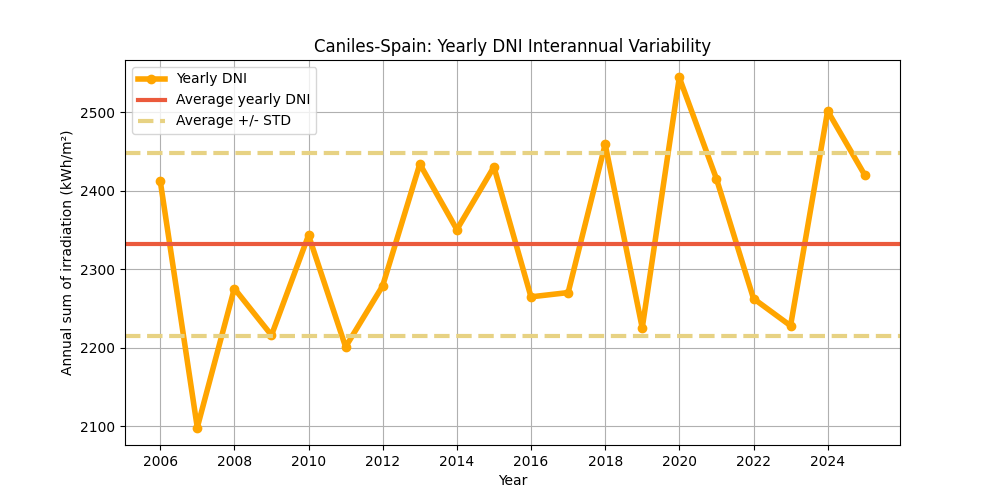 Caniles-Spain: Yearly DNI Interannual Variability
Yearly DNI
Average yearly DNI
Average +/- STD
Annual sum of irradiation (kWh/m²)
2500
2400
2300
2200
2100
2006 2008 2010 2012 2014 2016 2018 2020 2022 2024
Year